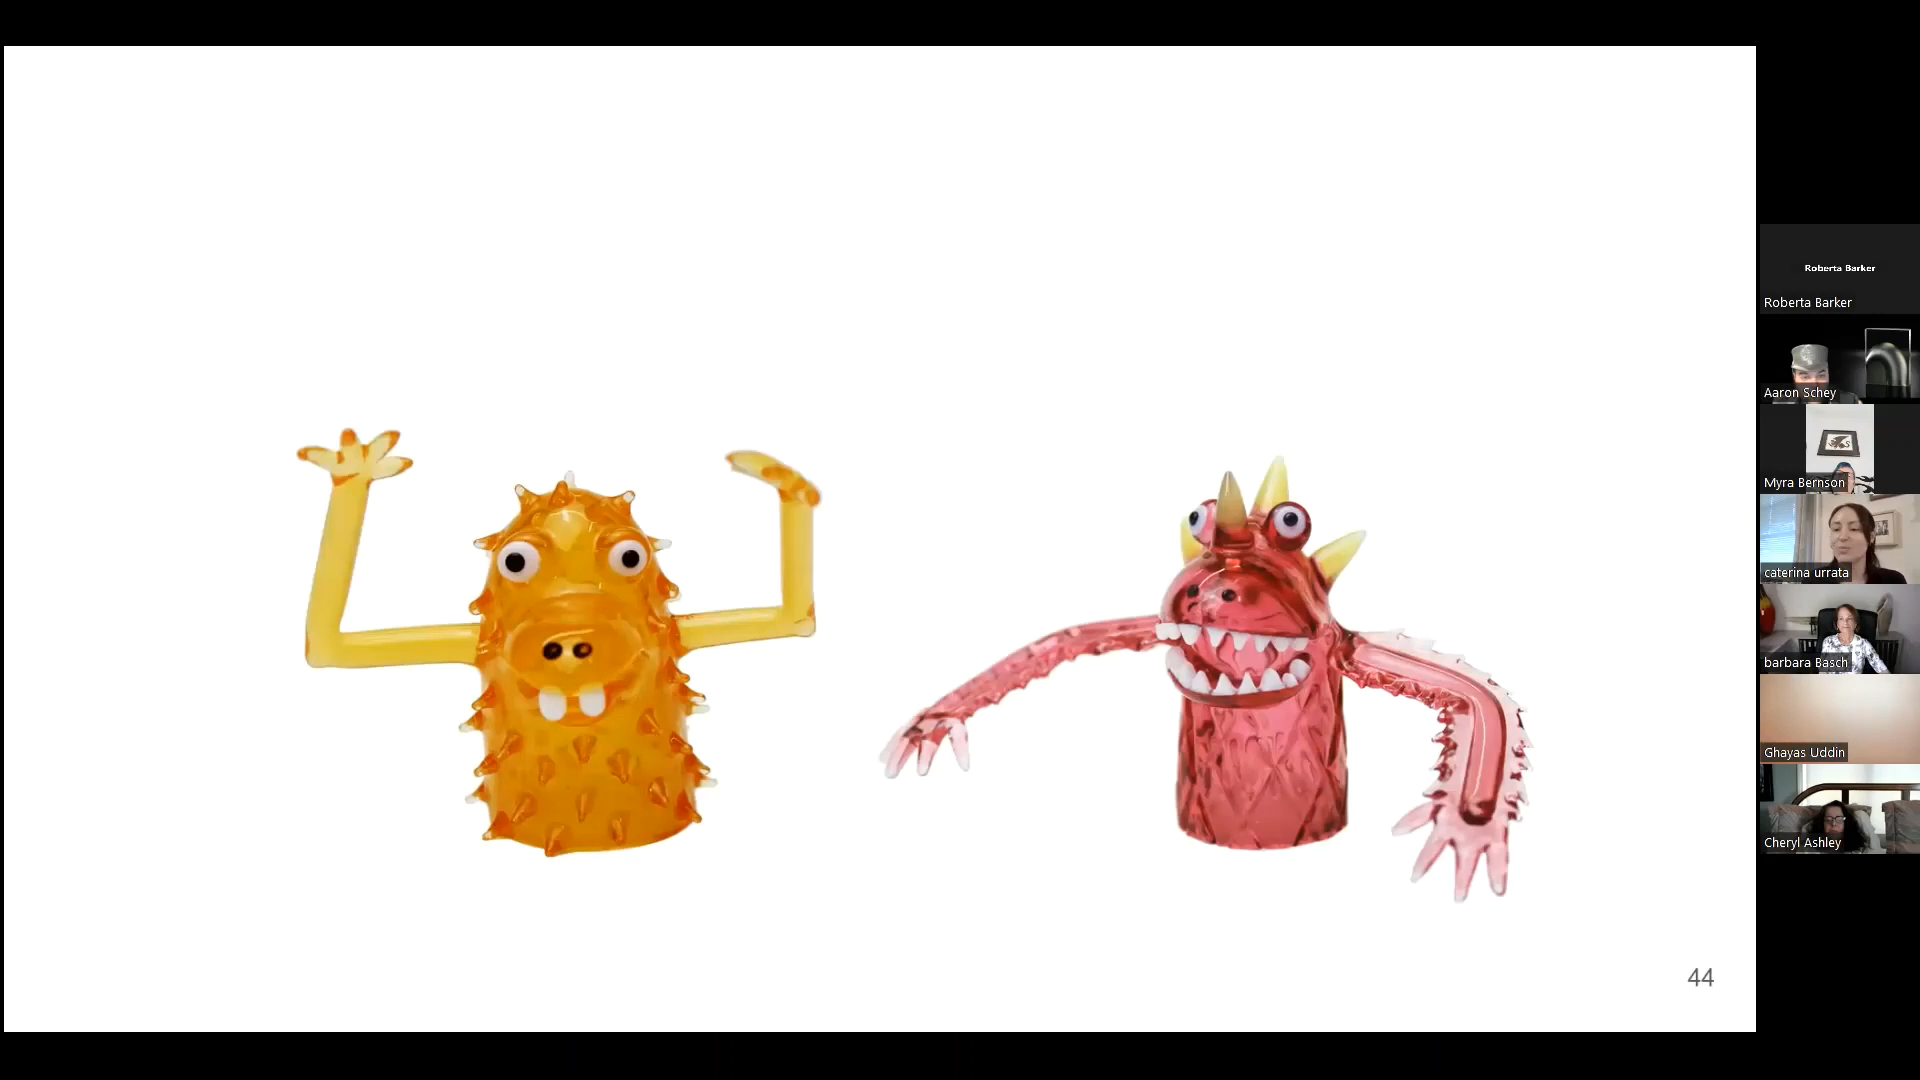 44
Roberta Barker
Roberta Barker
Aaron Schey
Myra Bernson
caterina urrata
barbara Basch
Ghayas Uddin
Cheryl Ashley